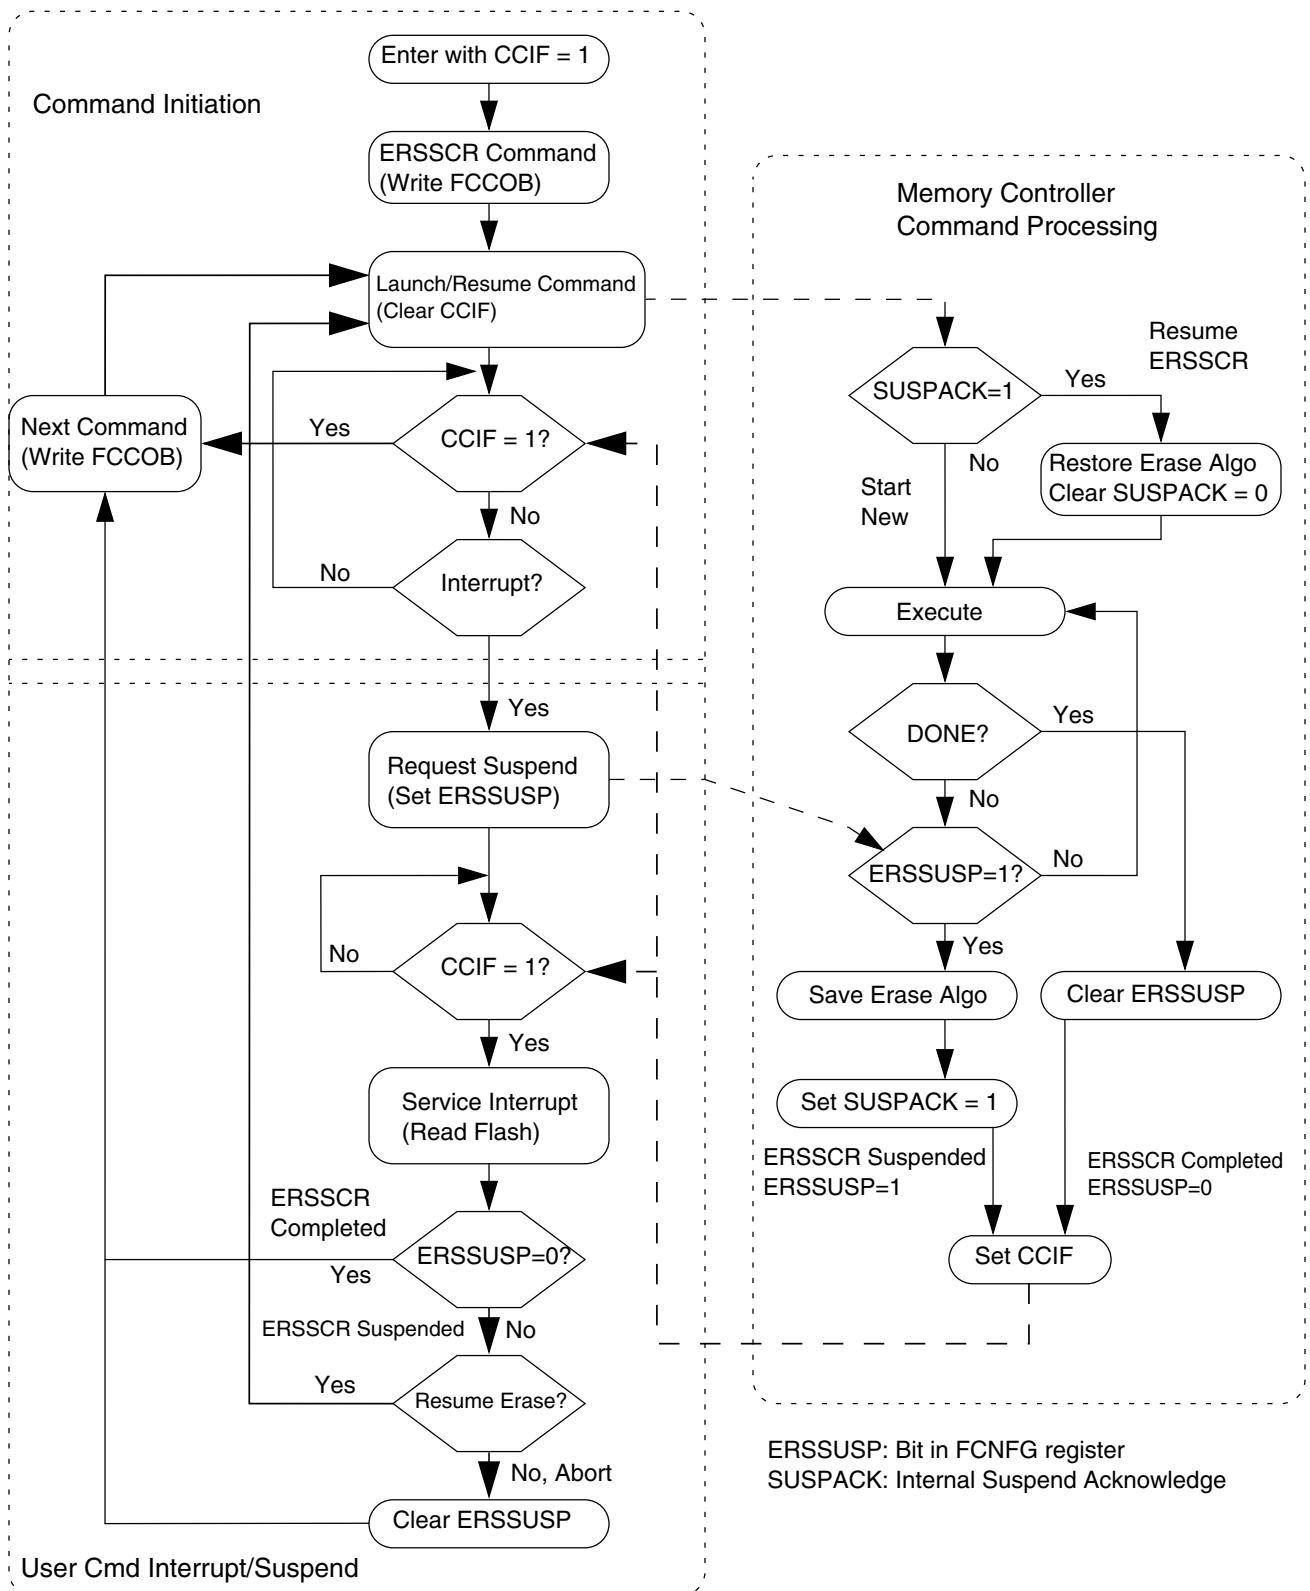 Enter with CCIF = 1
Command Initiation
ERSSCR Command
(Write FCCOB)
Launch/Resume Command
(Clear CCIF)
Next Command
(Write FCCOB)
Yes
CCIF = 1?
No
No
Interrupt?
Yes
Request Suspend
(Set ERSSUSP)
No
CCIF = 1?
Yes
Service Interrupt
(Read Flash)
ERSSCR
Completed
ERSSUSP=0?
Yes
ERSSCR Suspended
No
Yes
Resume Erase?
No, Abort
Clear ERSSUSP
User Cmd Interrupt/Suspend
Memory Controller
Command Processing
Resume
ERSSCR
SUSPACK=1
Yes
No
Start
New
Restore Erase Algo
Clear SUSPACK = 0
Execute
DONE?
Yes
No
ERSSUSP=1?
No
Yes
Save Erase Algo
Clear ERSSUSP
Set SUSPACK = 1
ERSSCR Suspended
ERSSUSP=1
ERSSCR Completed
ERSSUSP=0
Set CCIF
ERSSUSP: Bit in FCNFG register
SUSPACK: Internal Suspend Acknowledge